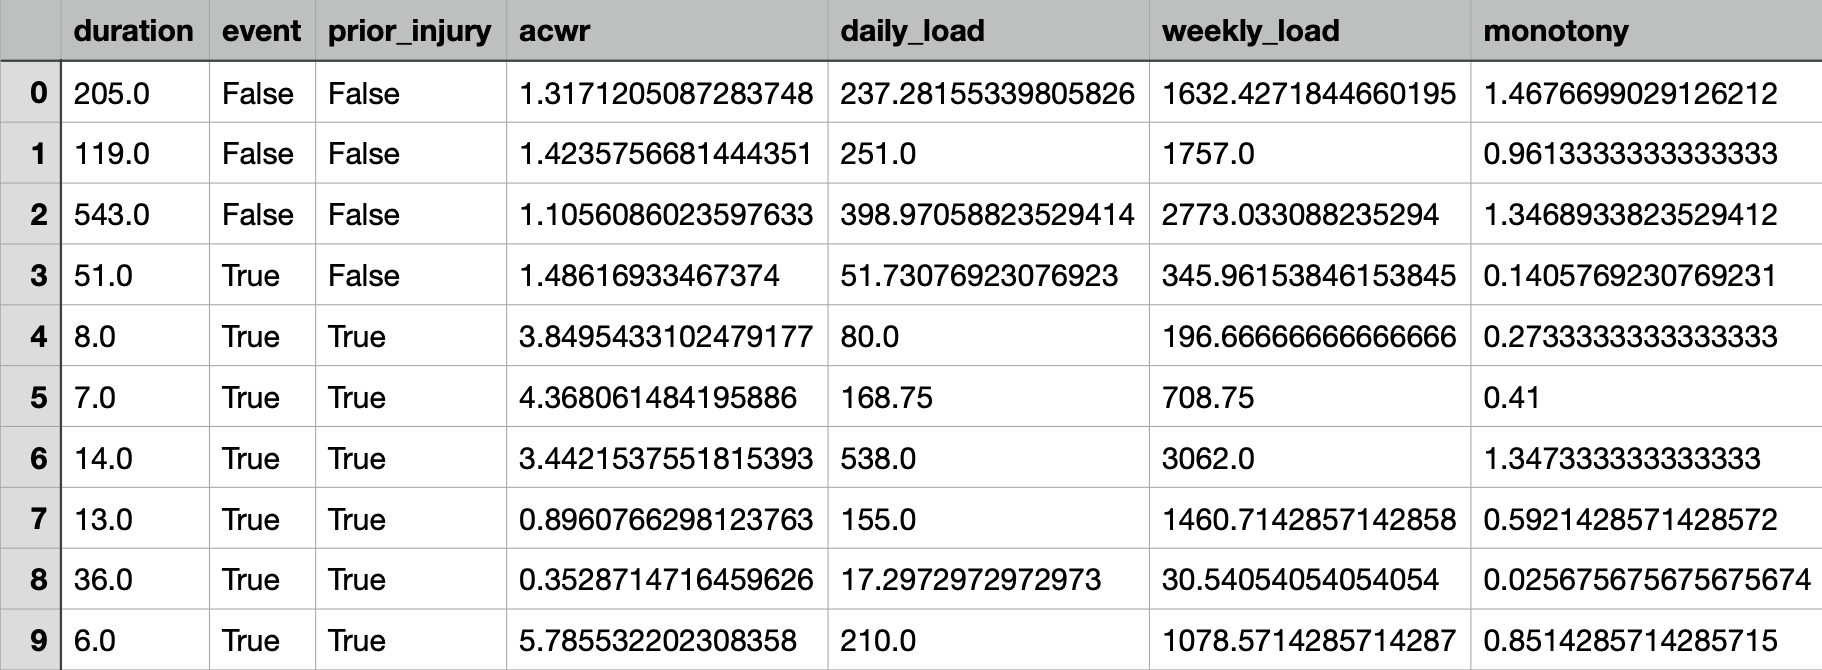 duration event prior_injury acwr daily_load weekly_load monotony
0 205.0 False False 1.3171205087283748 237.28155339805826 1632.4271844660195 1.4676699029126212
1 119.0 False False 1.4235756681444351 251.0 1757.0 0.9613333333333333
2 543.0 False False 1.1056086023597633 398.97058823529414 2773.033088235294 1.3468933823529412
3 51.0 True False 1.48616933467374 51.73076923076923 345.96153846153845 0.1405769230769231
4 8.0 True True 3.8495433102479177 80.0 196.66666666666666 0.2733333333333333
5 7.0 True True 4.368061484195886 168.75 708.75 0.41
6 14.0 True True 3.4421537551815393 538.0 3062.0 1.347333333333333
7 13.0 True True 0.8960766298123763 155.0 1460.7142857142858 0.5921428571428572
8 36.0 True True 0.3528714716459626 17.2972972972973 30.54054054054054 0.025675675675675674
9 6.0 True True 5.785532202308358 210.0 1078.5714285714287 0.8514285714285715